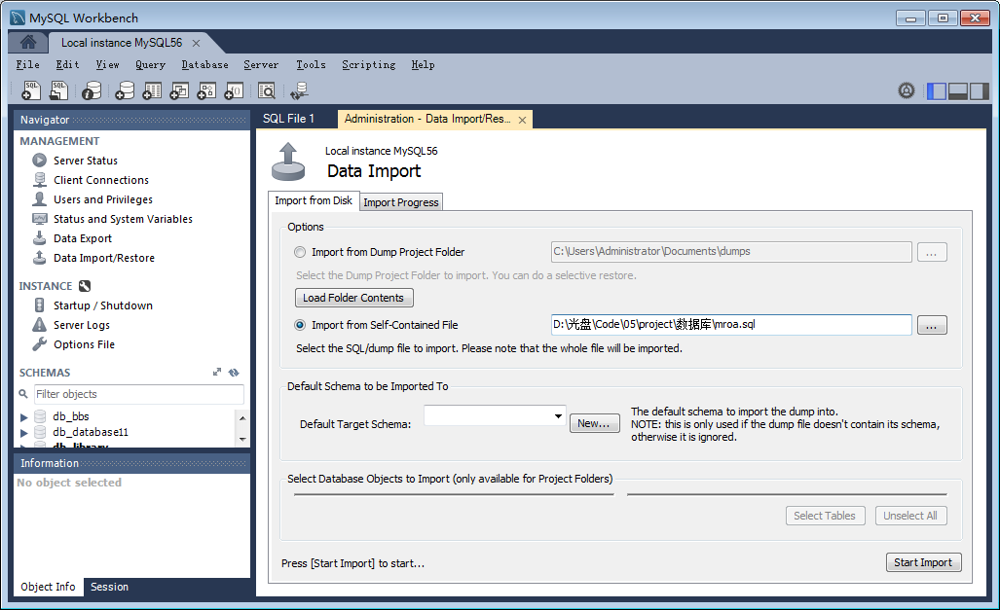 MySQL Workbench
Local instance MySQL56
File Edit View Query Database Server Tools Scripting Help
Navigator
MANAGEMENT
Server Status
Client Connections
Users and Privileges
Status and System Variables
Data Export
Data Import/Restore
INSTANCE
Startup / Shutdown
Server Logs
Options File
SCHEMAS
Filter objects
db_bbs
db_database11
db_library
Information
No object selected
Object Info Session
SQL File 1 Administration - Data Import/Res...
Local instance MySQL56
Data Import
Import from Disk Import Progress
Options
Import from Dump Project Folder C:\Users\Administrator\Documents\dumps ...
Select the Dump Project Folder to import. You can do a selective restore.
Load Folder Contents
Import from Self-Contained File D:\光盘\Code\05\project\数据库\mroa.sql ...
Select the SQL/dump file to import. Please note that the whole file will be imported.
Default Schema to be Imported To
Default Target Schema: New...
The default schema to import the dump into.
NOTE: this is only used if the dump file doesn't contain its schema,
otherwise it is ignored.
Select Database Objects to Import (only available for Project Folders)
Select Tables Unselect All
Press [Start Import] to start...
Start Import